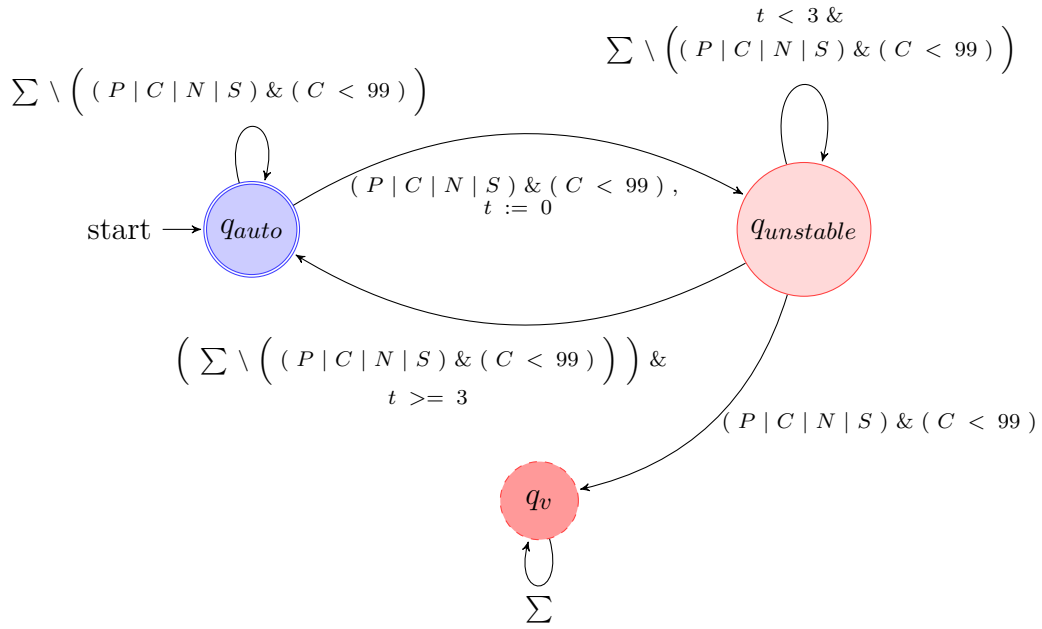 t < 3 &
∑ \ ( ( P | C | N | S ) & ( C < 99 ) )
∑ \ ( ( P | C | N | S ) & ( C < 99 ) )
( P | C | N | S ) & ( C < 99 ) ,
t := 0
start
q_auto
q_unstable
( ∑ \ ( ( P | C | N | S ) & ( C < 99 ) ) ) &
t >= 3
( P | C | N | S ) & ( C < 99 )
q_v
∑